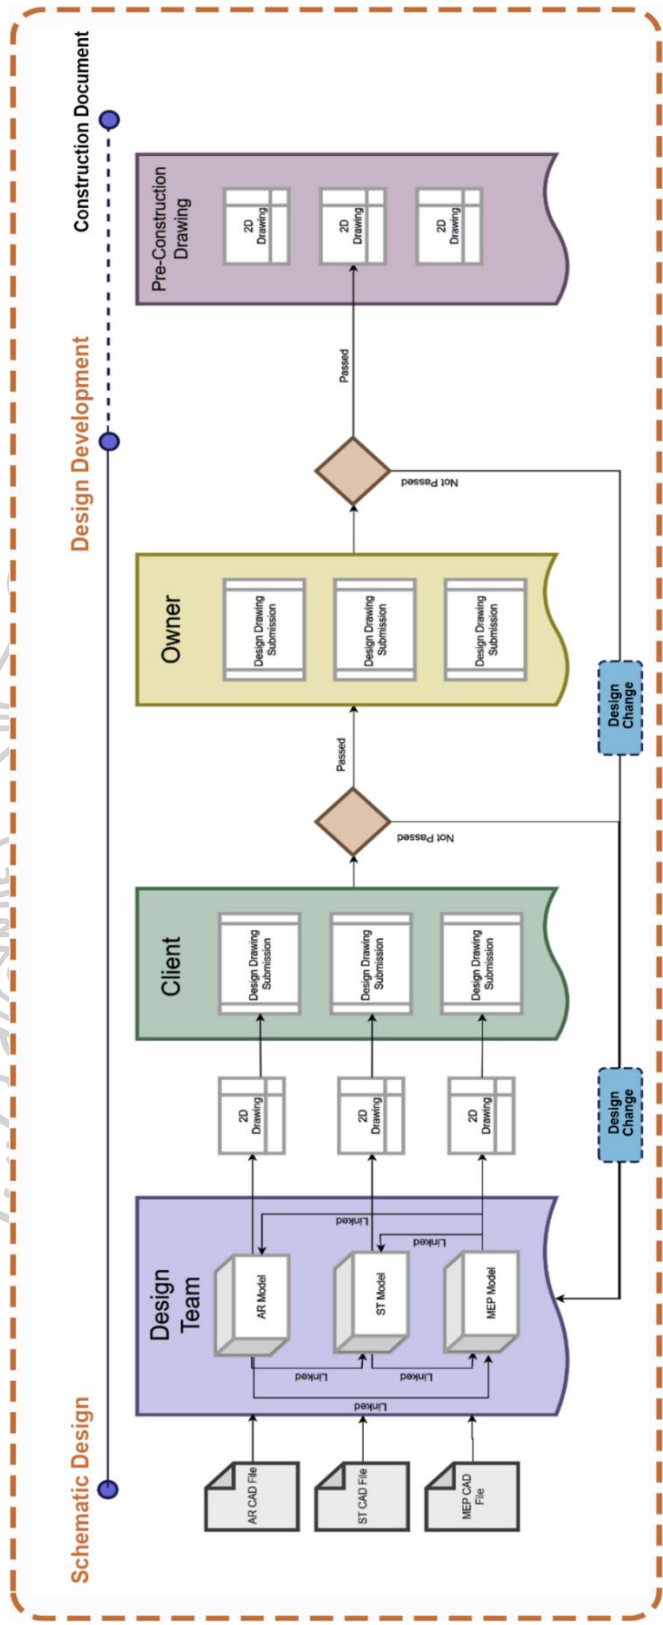 Schematic Design
Design Development
Construction Document
AR CAD File
ST CAD File
MEP CAD
File
Design
Team
AR Model
ST Model
MEP Model
Linked
Linked
Linked
Linked
Linked
2D
Drawing
2D
Drawing
2D
Drawing
Client
Design Drawing
Submission
Design Drawing
Submission
Design Drawing
Submission
Passed
Not Passed
Owner
Design Drawing
Submission
Design Drawing
Submission
Design Drawing
Submission
Passed
Not Passed
Pre-Construction
Drawing
2D
Drawing
2D
Drawing
2D
Drawing
Design
Change
Design
Change